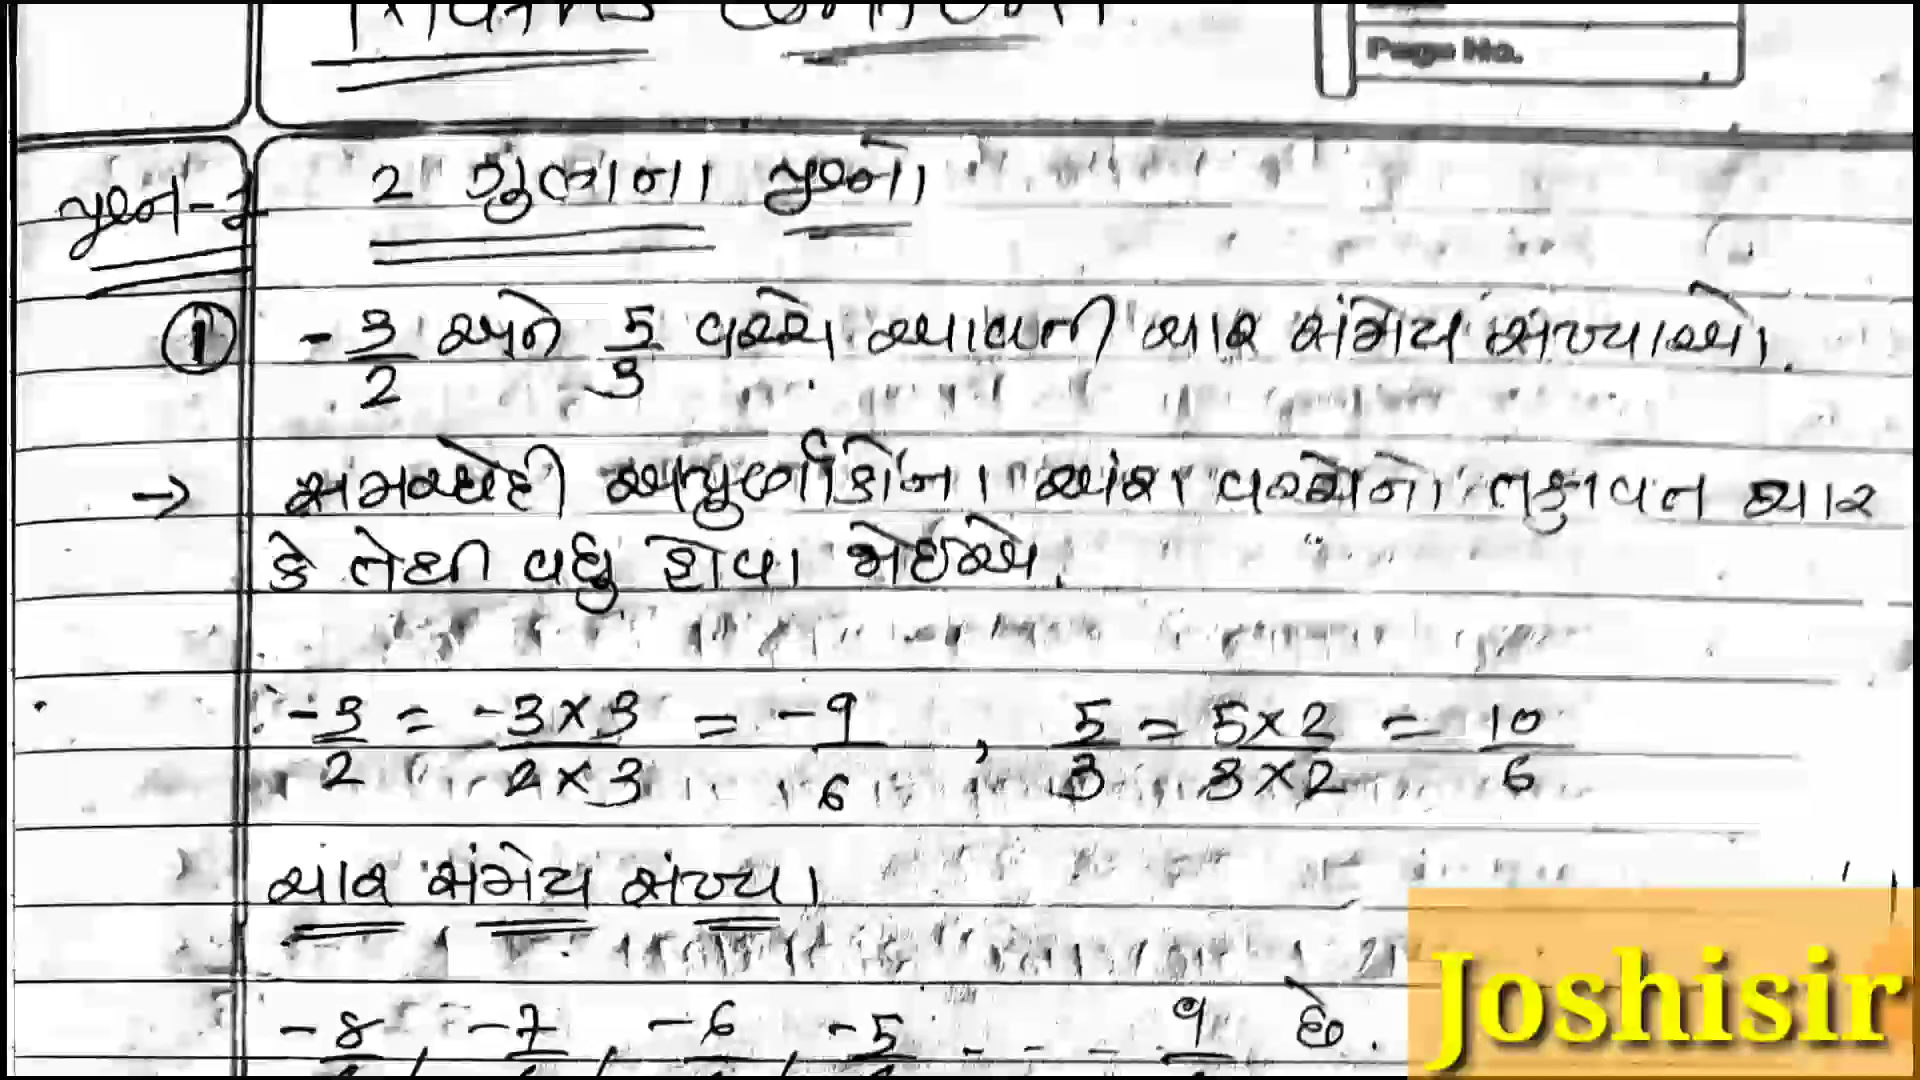 Page No.
પ્રશ્ન-2 2 ગુણના પ્રશ્નો
① -3/2 અને 5/3 વચ્ચે આવતી ચાર સંમેય સંખ્યાઓ.
→ સમચ્છેદી અપૂર્ણાંકોના અંશ વચ્ચેનો તફાવત ચાર
કે તેથી વધુ હોવો જોઈએ.
-3/2 = -3×3/2×3 = -9/6 , 5/3 = 5×2/3×2 = 10/6
ચાર સંમેય સંખ્યા
-8 , -7 , -6 , -5 - - - 9 છે.
Joshisir